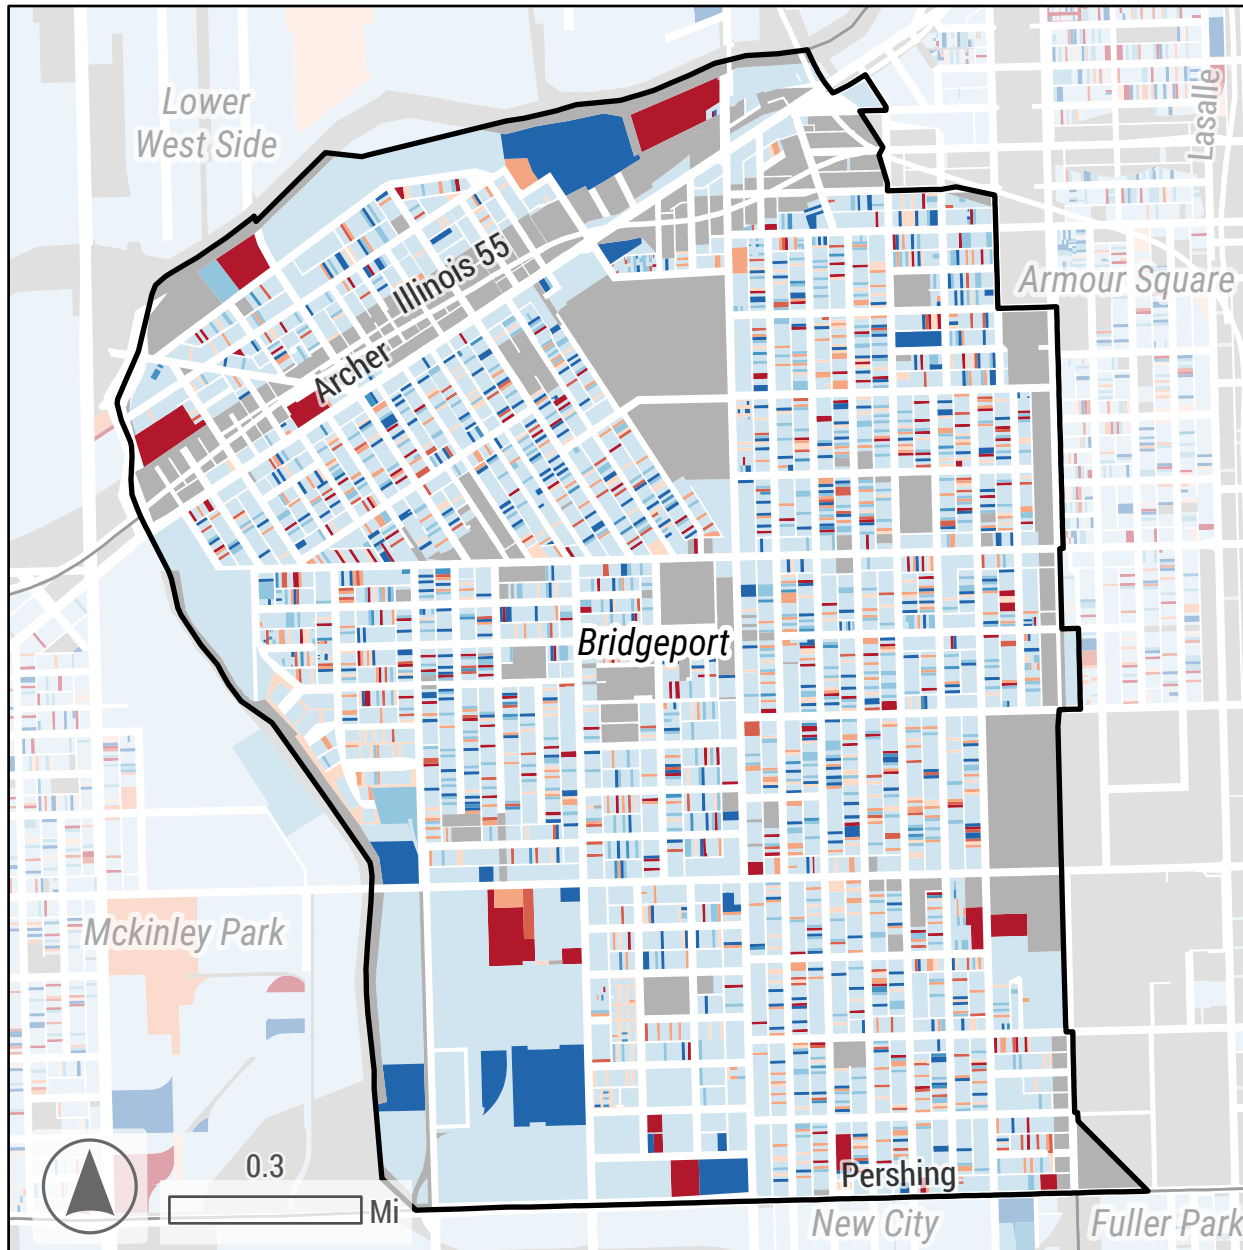 Lower
West Side
Lasalle
Illinois 55
Armour Square
Archer
Bridgeport
Mckinley Park
0.3
Mi
Pershing
New City
Fuller Park